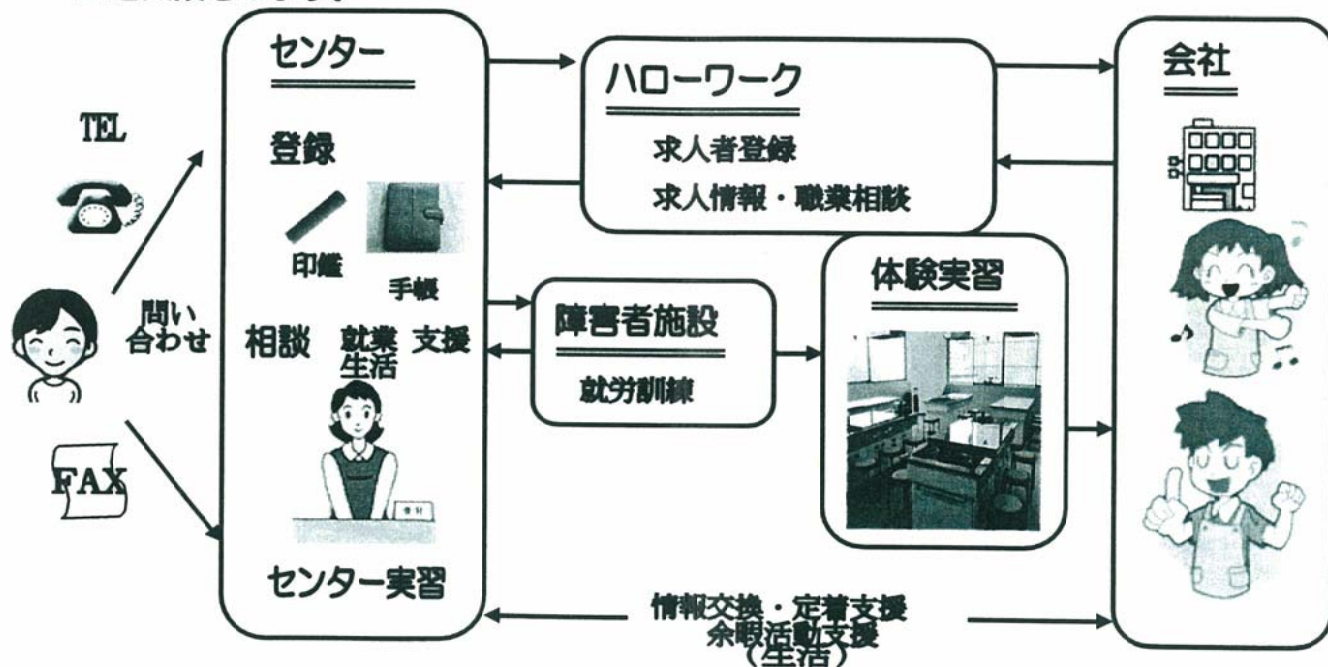 センター
ハローワーク
会社
TEL
登録
求人者登録
求人情報・職業相談
印鑑
手帳
体験実習
問い
合わせ
相談 就業 支援
生活
障害者施設
就労訓練
FAX
センター実習
情報交換・定着支援
余暇活動支援
(生活)